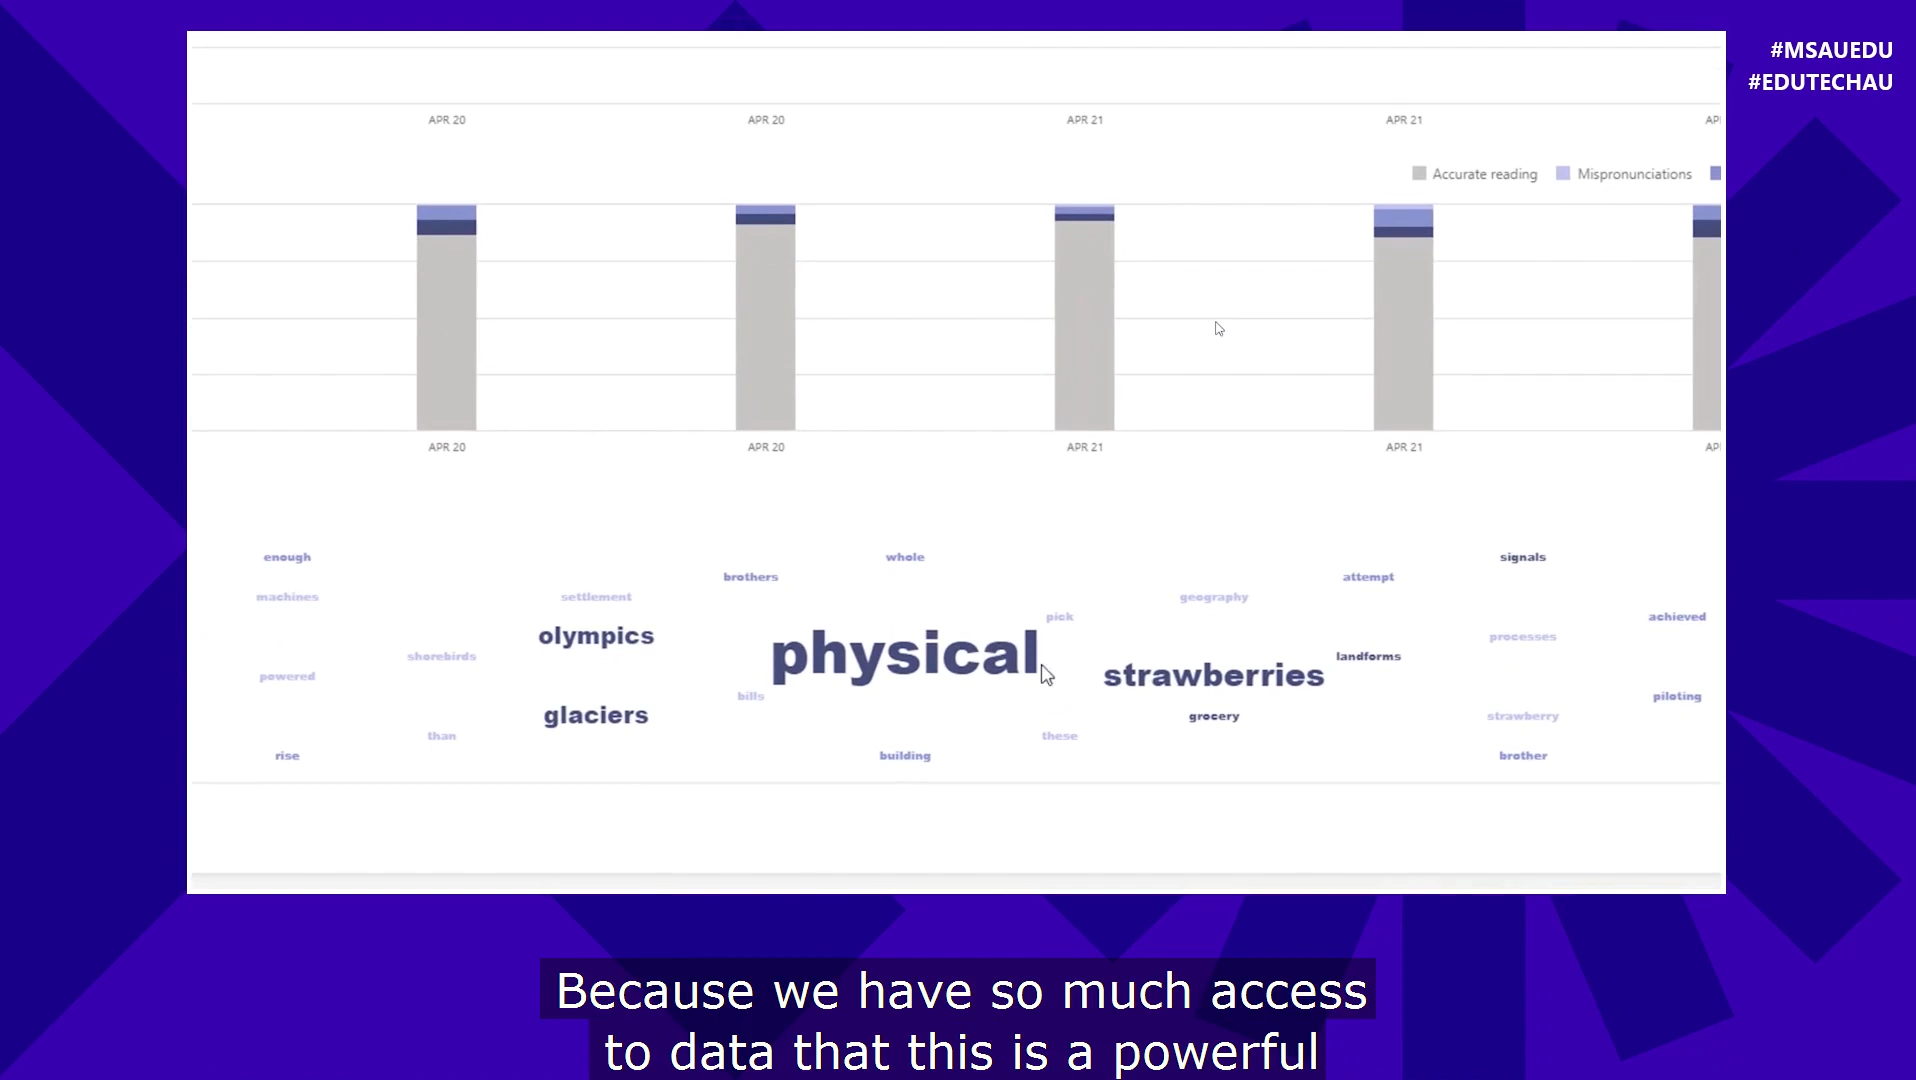 #MSAUEDU
#EDUTECHAU
APR 20 APR 20 APR 21 APR 21
Accurate reading Mispronunciations
APR 20 APR 20 APR 21 APR 21
enough whole signals
brothers attempt
machines settlement geography
pick achieved
olympics processes
physical
shorebirds landforms
powered strawberries
bills piloting
glaciers grocery strawberry
than these
rise building brother
Because we have so much access
to data that this is a powerful